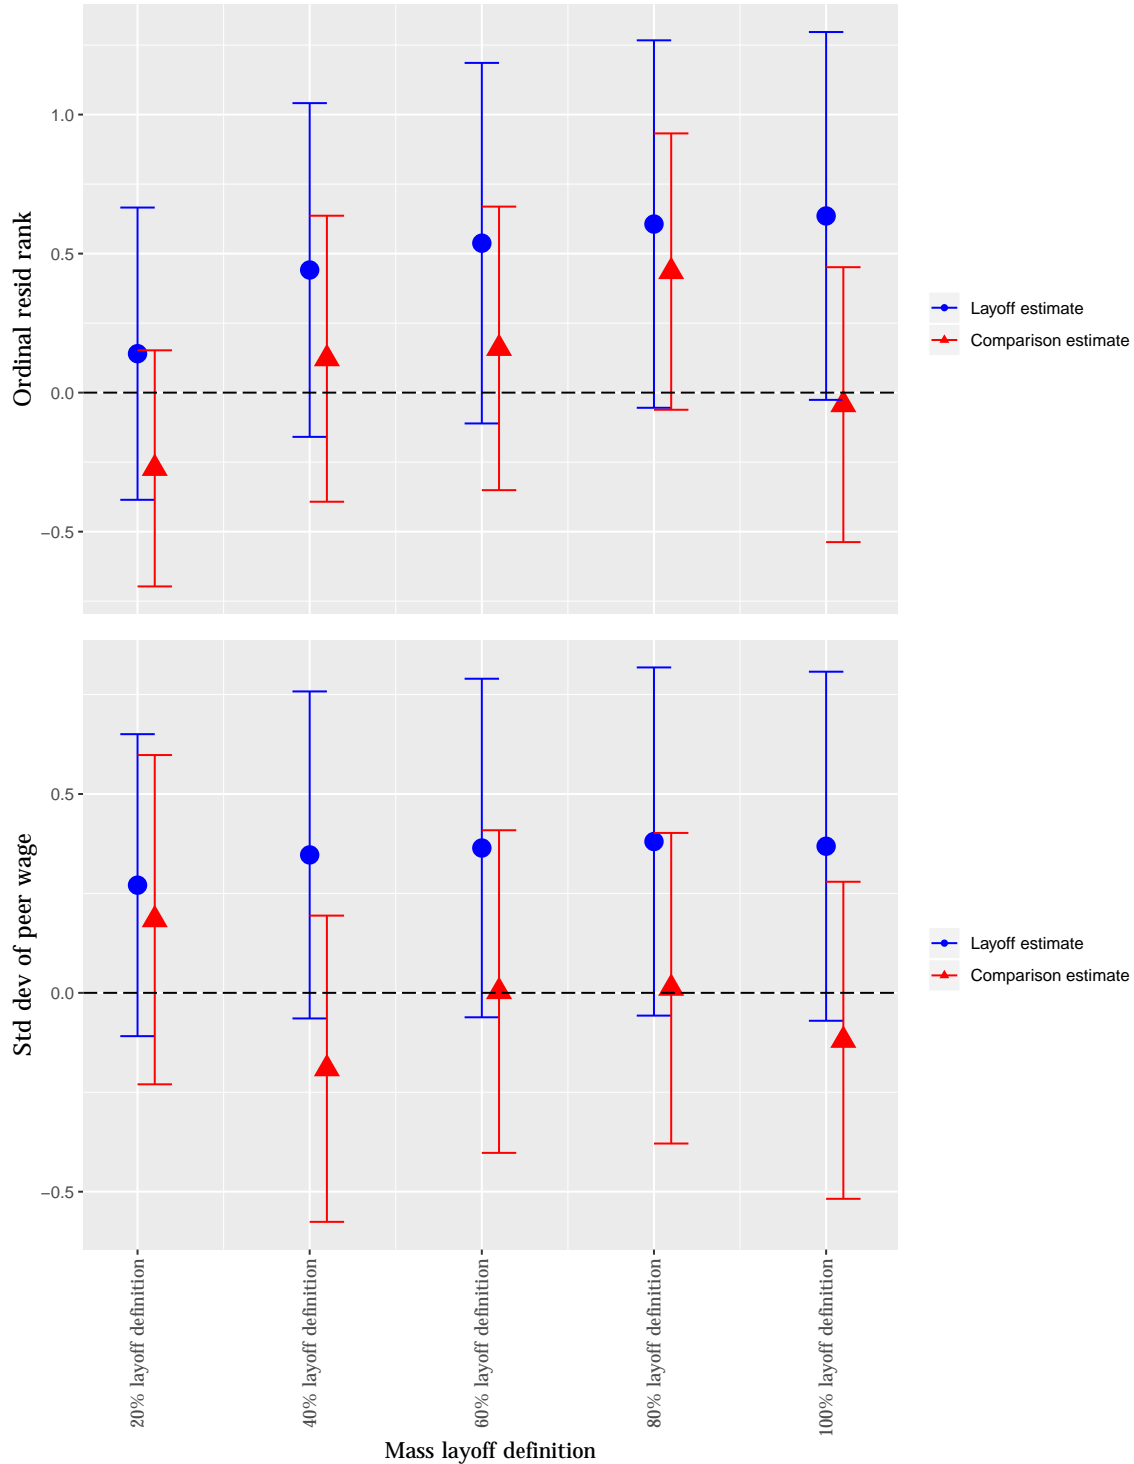 Ordinal resid rank
1.0
0.5
0.0
−0.5
Layoff estimate
Comparison estimate
Std dev of peer wage
0.5
0.0
−0.5
Layoff estimate
Comparison estimate
20% layoff definition
40% layoff definition
60% layoff definition
80% layoff definition
100% layoff definition
Mass layoff definition